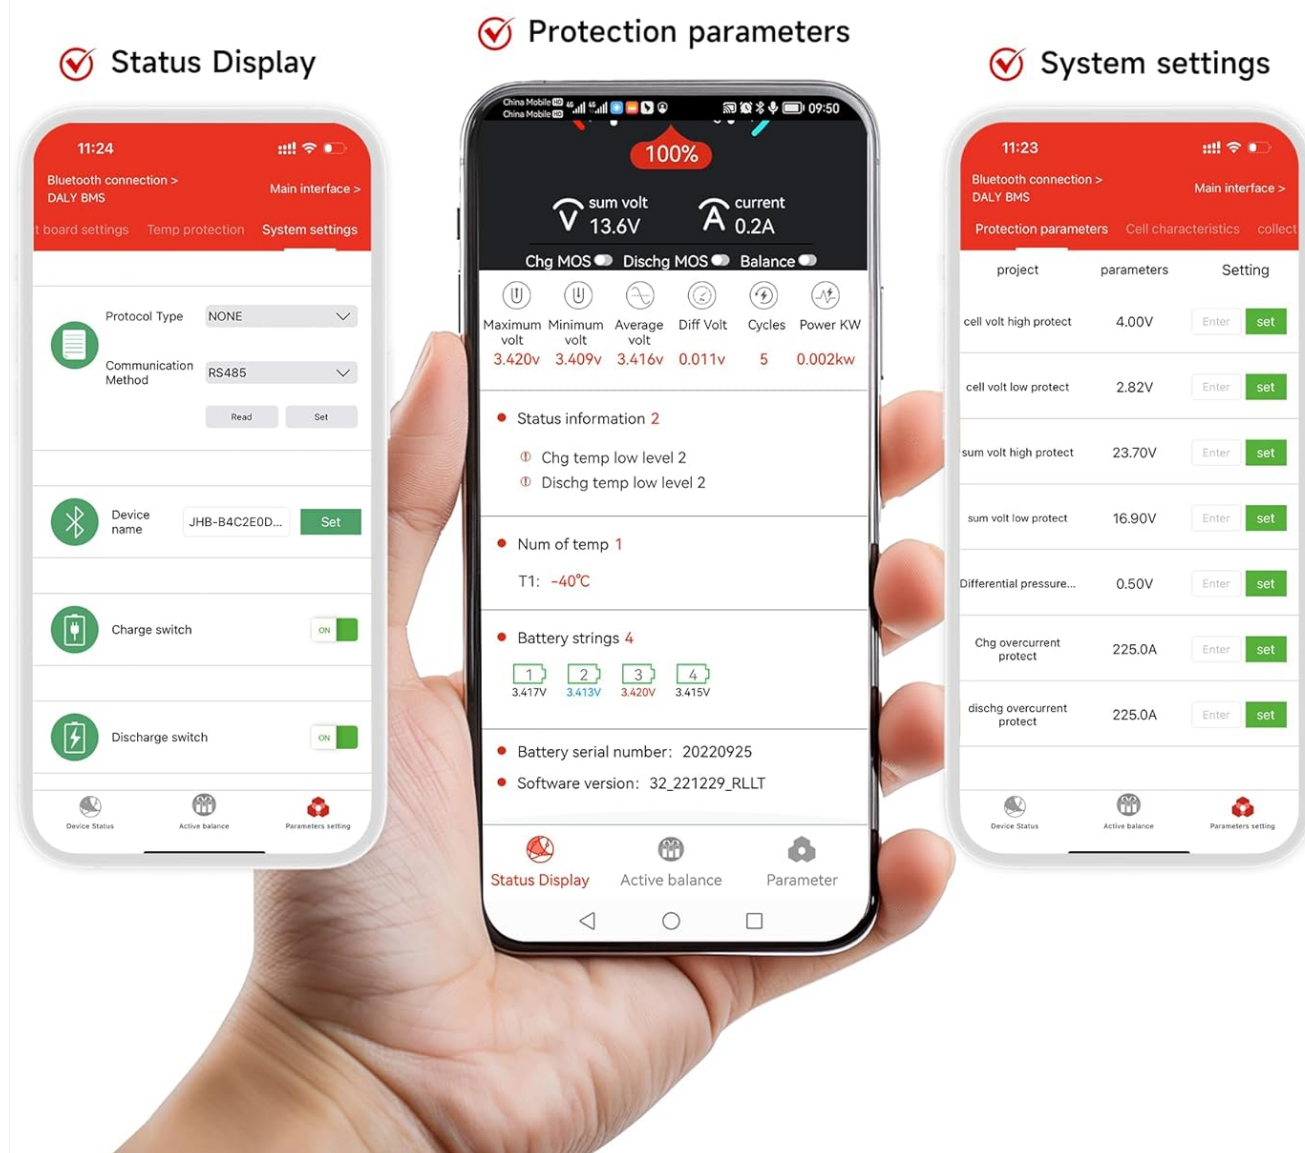 Status Display
Protection parameters
System settings
11:24
Bluetooth connection >
DALY BMS
Main interface >
t board settings Temp protection System settings
Protocol Type NONE
Communication
Method
RS485
Read Set
Device
name
JHB-B4C2E0D... Set
Charge switch ON
Discharge switch ON
Device Status Active balance Parameters setting
China Mobile HD
China Mobile HD
09:50
100%
sum volt
V 13.6V
current
A 0.2A
Chg MOS Dischg MOS Balance
Maximum
volt
Minimum
volt
Average
volt
Diff Volt Cycles Power KW
3.420v 3.409v 3.416v 0.011v 5 0.002kw
Status information 2
Chg temp low level 2
Dischg temp low level 2
Num of temp 1
T1: -40℃
Battery strings 4
1 2 3 4
3.417V 3.413V 3.420V 3.415V
Battery serial number: 20220925
Software version: 32_221229_RLLT
Status Display Active balance Parameter
11:23
Bluetooth connection >
DALY BMS
Main interface >
Protection parameters Cell characteristics collect
project parameters Setting
cell volt high protect 4.00V Enter set
cell volt low protect 2.82V Enter set
sum volt high protect 23.70V Enter set
sum volt low protect 16.90V Enter set
Differential pressure... 0.50V Enter set
Chg overcurrent
protect
225.0A Enter set
dischg overcurrent
protect
225.0A Enter set
Device Status Active balance Parameters setting